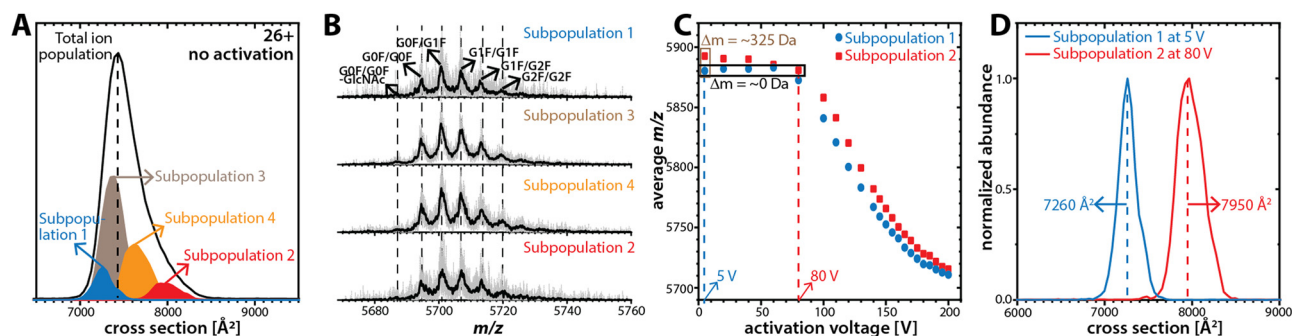 A
26+
no activation
Total ion
population
Subpopulation 3
Subpopu-
lation 1
Subpopulation 4
Subpopulation 2
7000
8000
9000
cross section [Å²]
B
Subpopulation 1
G0F/G1F
G0F/G0F
G1F/G1F
G0F/G0F
-GlcNAc
G1F/G2F
G2F/G2F
Subpopulation 3
Subpopulation 4
Subpopulation 2
5680
5700
5720
5740
5760
m/z
C
Subpopulation 1
Subpopulation 2
Δm = ~325 Da
Δm = ~0 Da
5900
5850
5800
5750
5700
average m/z
5 V
80 V
0
50
100
150
200
activation voltage [V]
D
Subpopulation 1 at 5 V
Subpopulation 2 at 80 V
1.0
0.5
0.0
normalized abundance
7260 Å²
7950 Å²
6000
7000
8000
9000
cross section [Å²]